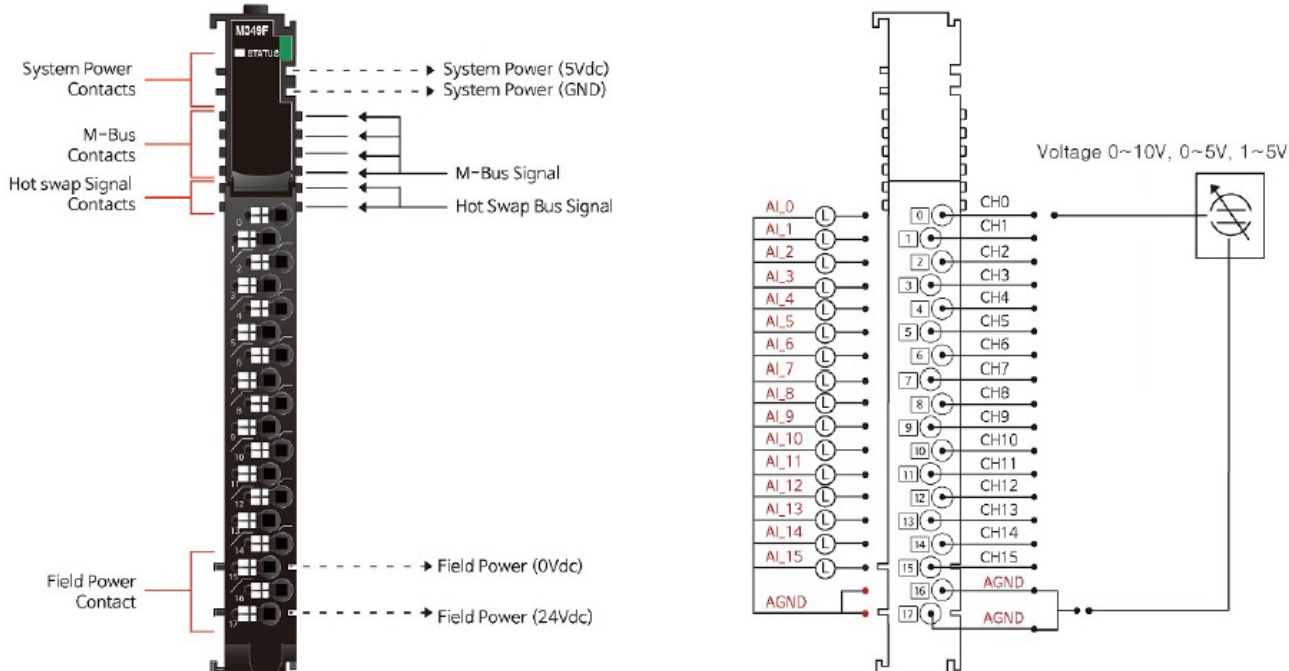 M349F
STATUS
System Power
Contacts
System Power (5Vdc)
System Power (GND)
M-Bus
Contacts
M-Bus Signal
Hot swap Signal
Contacts
Hot Swap Bus Signal
0
1
2
3
4
5
6
7
8
9
10
11
12
13
14
15
16
17
Field Power
Contact
Field Power (0Vdc)
Field Power (24Vdc)
Voltage 0~10V, 0~5V, 1~5V
AI_0 L 0 CH0
AI_1 L 1 CH1
AI_2 L 2 CH2
AI_3 L 3 CH3
AI_4 L 4 CH4
AI_5 L 5 CH5
AI_6 L 6 CH6
AI_7 L 7 CH7
AI_8 L 8 CH8
AI_9 L 9 CH9
AI_10 L 10 CH10
AI_11 L 11 CH11
AI_12 L 12 CH12
AI_13 L 13 CH13
AI_14 L 14 CH14
AI_15 L 15 CH15
16 AGND
AGND 17 AGND